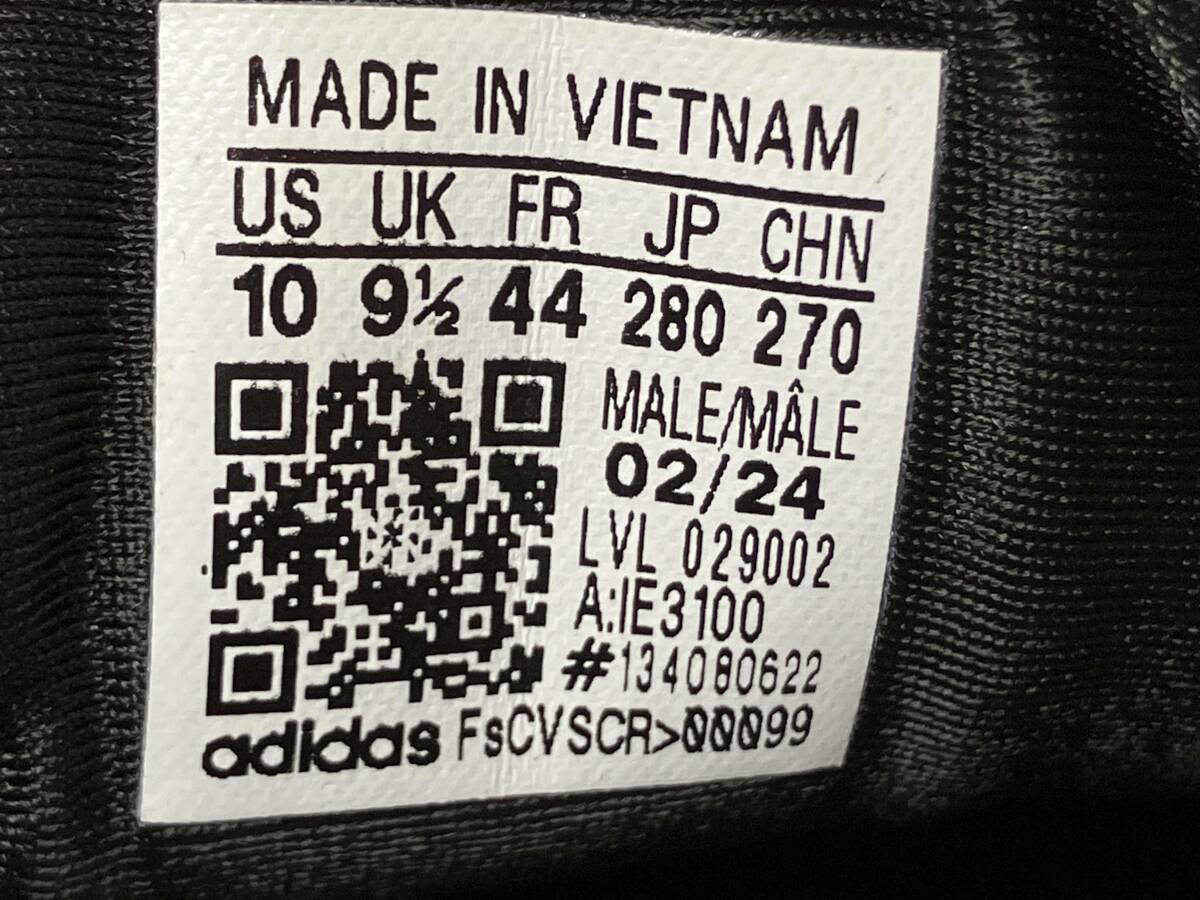 MADE IN VIETNAM
US UK FR JP CHN
10 9½ 44 280 270
MALE/MÂLE
02/24
LVL 029002
A:IE3100
#134080622
adidas FsCVSCR>00099